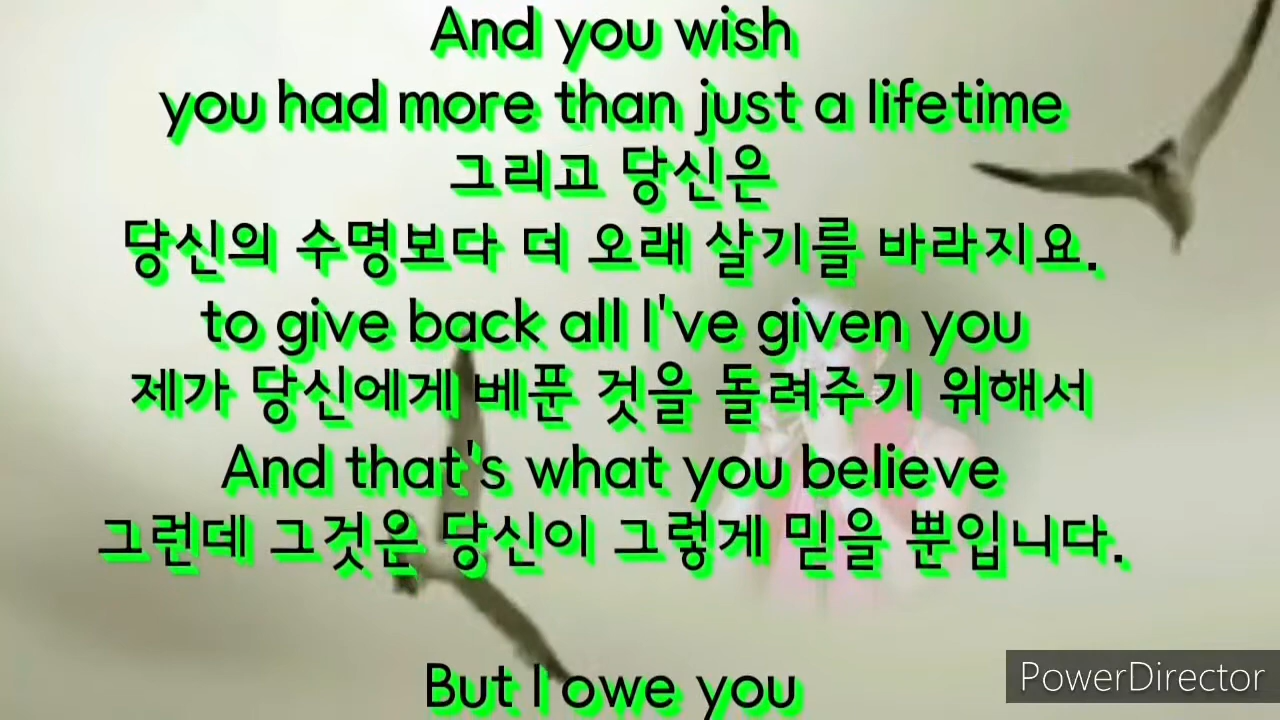 And you wish
you had more than just a lifetime
그리고 당신은
당신의 수명보다 더 오래 살기를 바라지요.
to give back all I've given you
제가 당신에게 베푼 것을 돌려주기 위해서
And that's what you believe
그런데 그것은 당신이 그렇게 믿을 뿐입니다.
But I owe you
PowerDirector